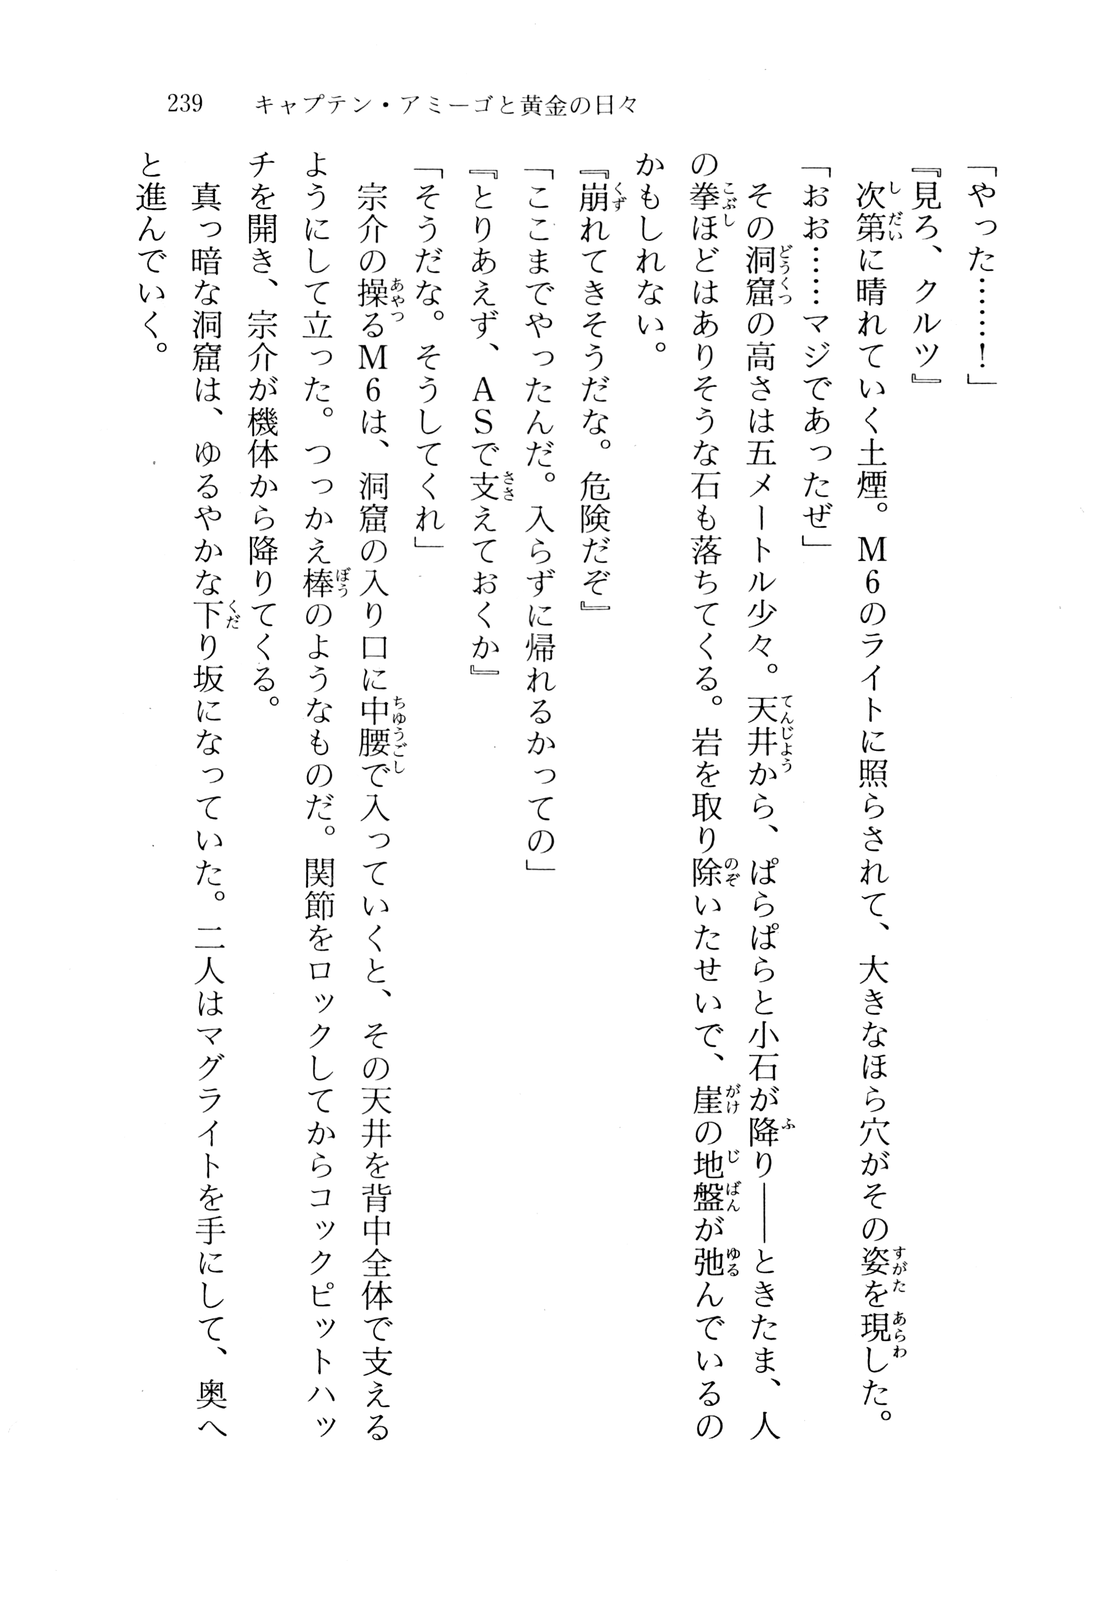 239　キャプテン・アミーゴと黄金の日々
「やった……！」
『見ろ、クルツ』
　次第に晴れていく土煙。M6のライトに照らされて、大きなほら穴がその姿を現した。
「おお……マジであったぜ」
　その洞窟の高さは五メートル少々。天井から、ぱらぱらと小石が降り――ときたま、人
の拳ほどはありそうな石も落ちてくる。岩を取り除いたせいで、崖の地盤が弛んでいるの
かもしれない。
『崩れてきそうだな。危険だぞ』
「ここまでやったんだ。入らずに帰れるかっての」
『とりあえず、ASで支えておくか』
「そうだな。そうしてくれ」
　宗介の操るM6は、洞窟の入り口に中腰で入っていくと、その天井を背中全体で支える
ようにして立った。つっかえ棒のようなものだ。関節をロックしてからコックピットハッ
チを開き、宗介が機体から降りてくる。
　真っ暗な洞窟は、ゆるやかな下り坂になっていた。二人はマグライトを手にして、奥へ
と進んでいく。